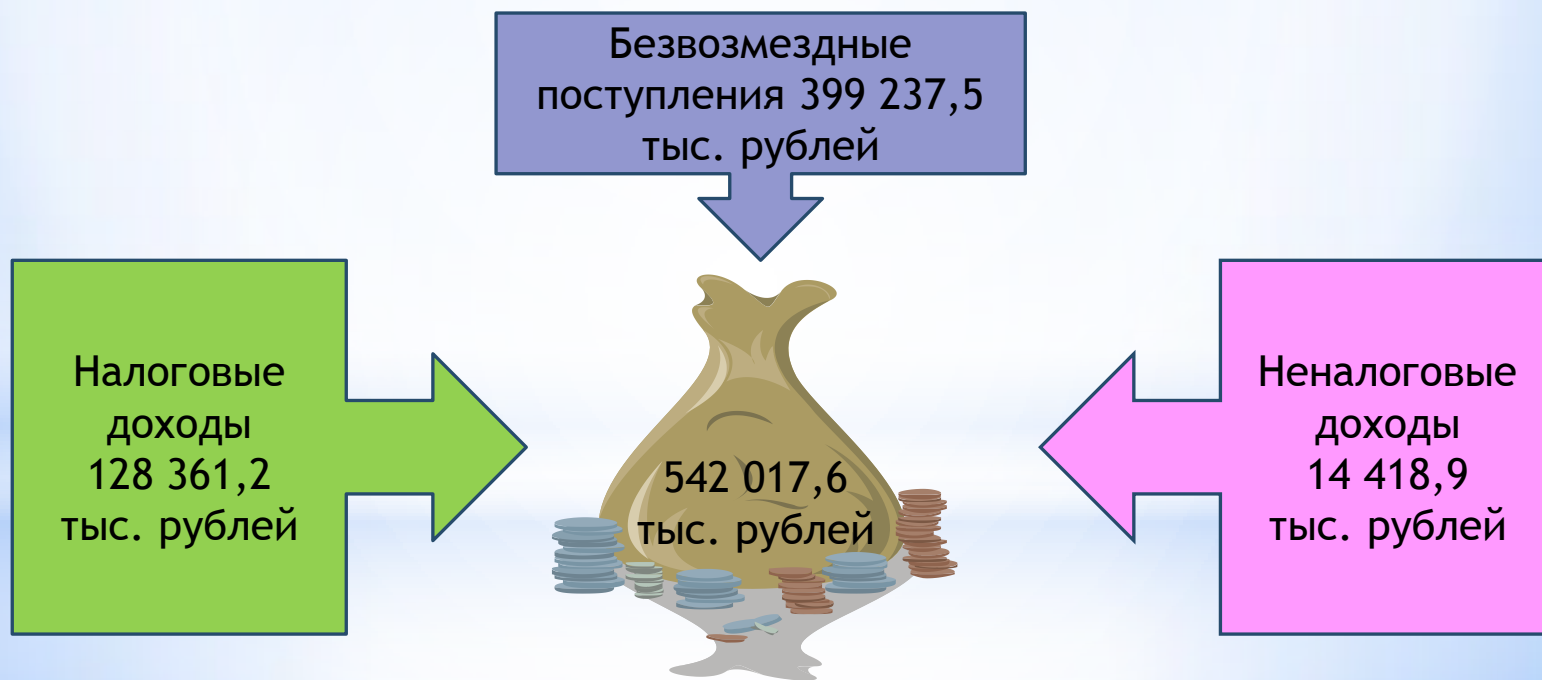 Безвозмездные
поступления 399 237,5
тыс. рублей
Налоговые
доходы
128 361,2
тыс. рублей
542 017,6
тыс. рублей
Неналоговые
доходы
14 418,9
тыс. рублей